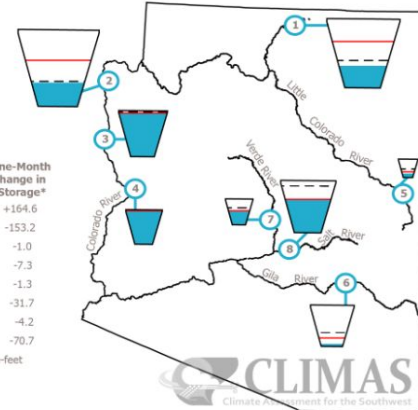 1
2
3
4
5
6
7
8
Little
Colorado
River
Verde River
Salt River
Gila River
Colorado River
ne-Month
hange in
Storage*
+164.6
-153.2
-1.0
-7.3
-1.3
-31.7
-4.2
-70.7
-feet
CLIMAS
Climate Assessment for the Southwest